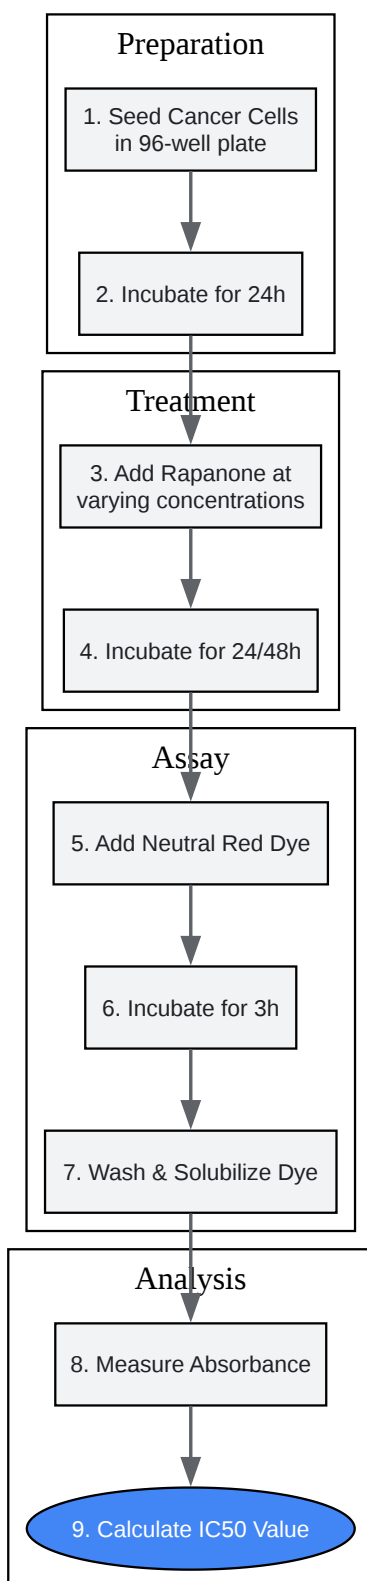 Preparation
1. Seed Cancer Cells
in 96-well plate
2. Incubate for 24h
Treatment
3. Add Rapanone at
varying concentrations
4. Incubate for 24/48h
Assay
5. Add Neutral Red Dye
6. Incubate for 3h
7. Wash & Solubilize Dye
Analysis
8. Measure Absorbance
9. Calculate IC50 Value